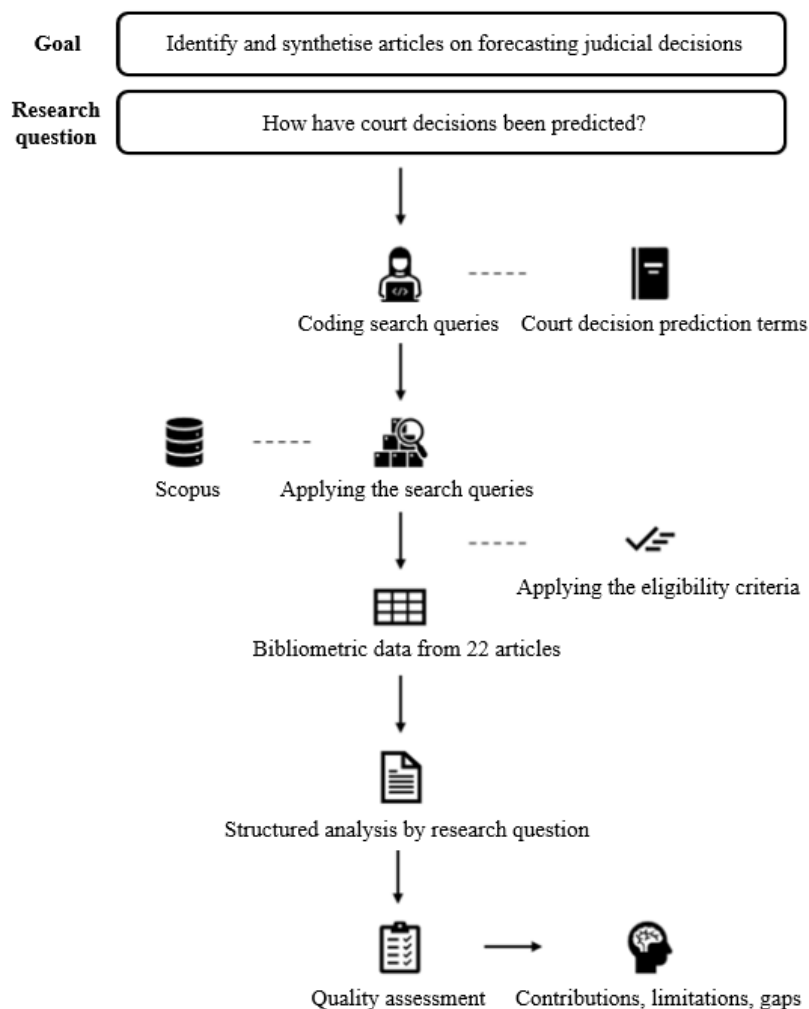 Goal
Identify and synthetise articles on forecasting judicial decisions
Research
question
How have court decisions been predicted?
</>
Coding search queries
Court decision prediction terms
Scopus
Applying the search queries
Applying the eligibility criteria
Bibliometric data from 22 articles
Structured analysis by research question
Quality assessment
Contributions, limitations, gaps